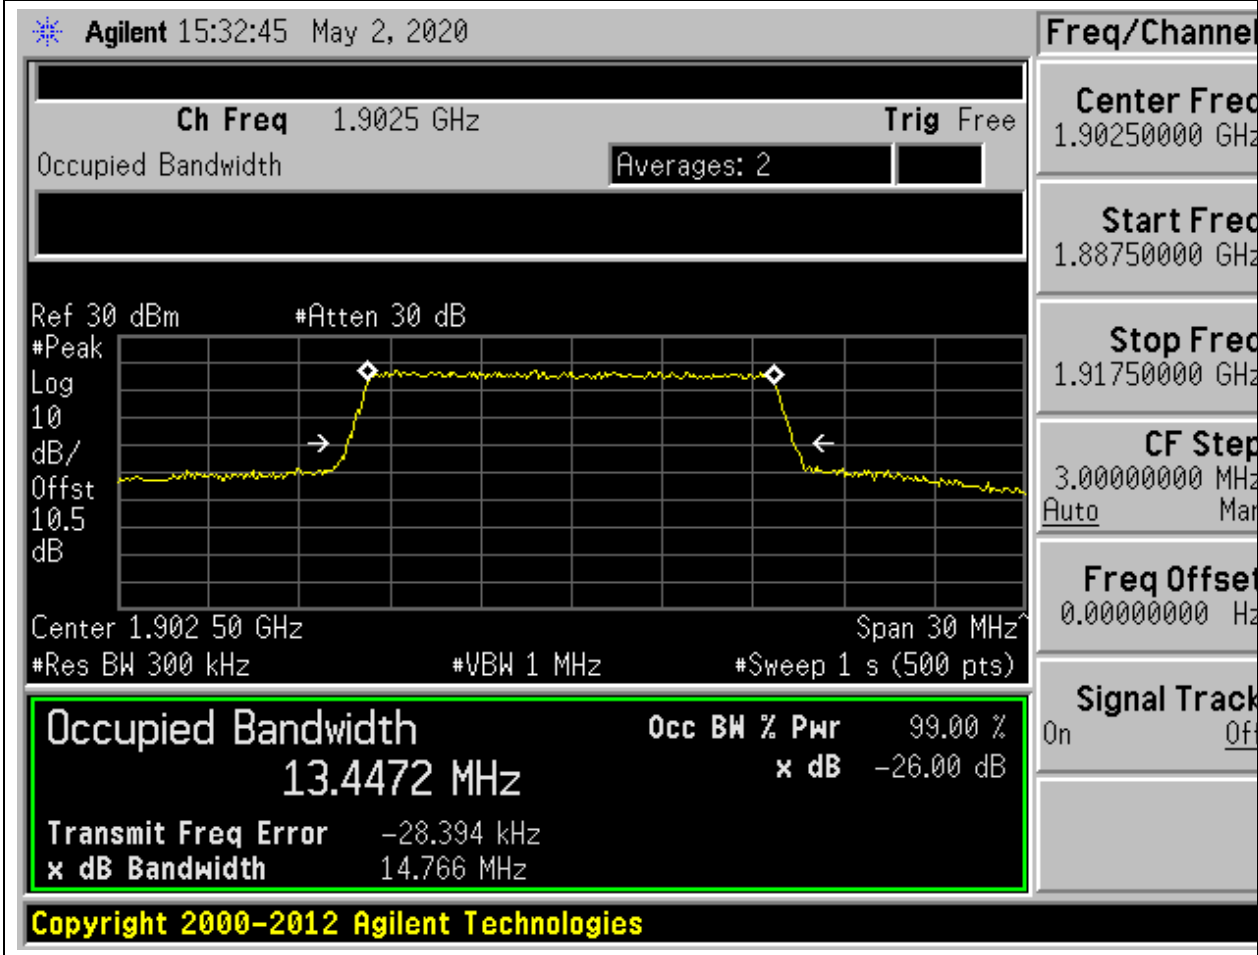 Agilent 15:32:45 May 2, 2020
Freq/Channel
Ch Freq 1.9025 GHz Trig Free
Occupied Bandwidth Averages: 2
Ref 30 dBm #Atten 30 dB
#Peak
Log
10
dB/
Offst
10.5
dB
Center 1.902 50 GHz Span 30 MHz^
#Res BW 300 kHz #VBW 1 MHz #Sweep 1 s (500 pts)
Occupied Bandwidth
13.4472 MHz
Occ BW % Pwr 99.00 %
x dB -26.00 dB
Transmit Freq Error -28.394 kHz
x dB Bandwidth 14.766 MHz
Center Freq
1.90250000 GHz
Start Freq
1.88750000 GHz
Stop Freq
1.91750000 GHz
CF Step
3.00000000 MHz
Auto Man
Freq Offset
0.00000000 Hz
Signal Track
On Off
Copyright 2000-2012 Agilent Technologies